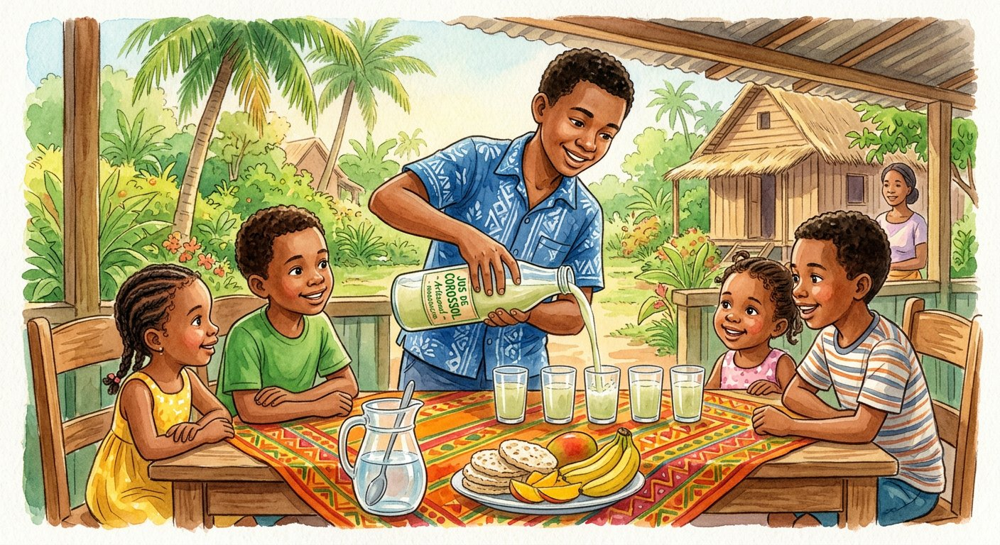 JUS DE
COROSSOL
- Artisanal -